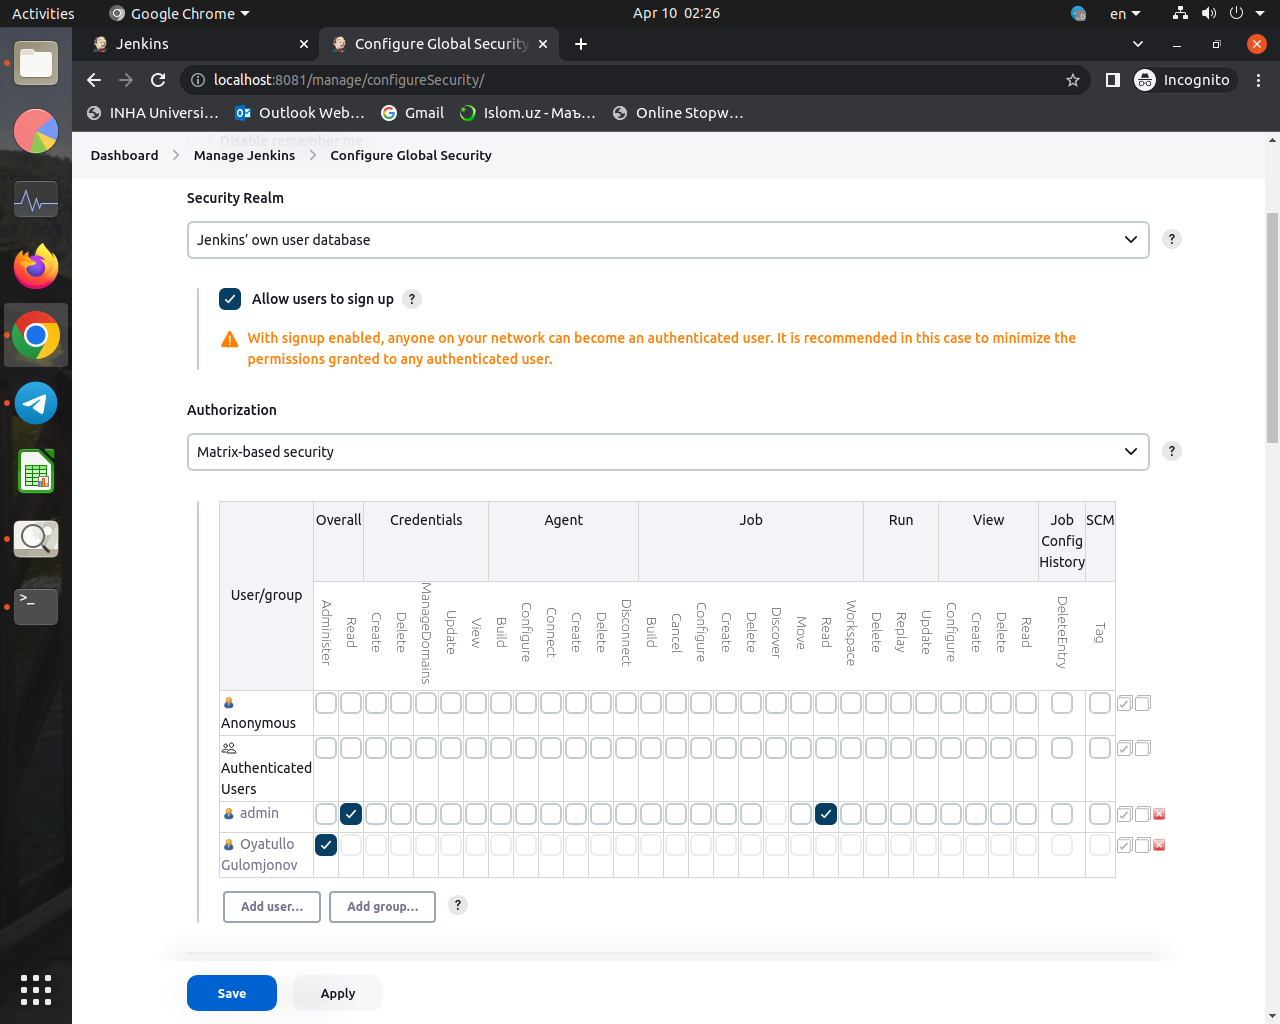 Activities
Google Chrome
Apr 10 02:26
en
Jenkins
Configure Global Security
localhost:8081/manage/configureSecurity/
Incognito
INHA Universi...
Outlook Web...
Gmail
Islom.uz - Маъ...
Online Stopw...
Disable remember me
Dashboard
Manage Jenkins
Configure Global Security
Security Realm
Jenkins’ own user database
?
Allow users to sign up
?
With signup enabled, anyone on your network can become an authenticated user. It is recommended in this case to minimize the
permissions granted to any authenticated user.
Authorization
Matrix-based security
?
User/group
Overall
Credentials
Agent
Job
Run
View
Job
Config
History
SCM
Administer
Read
Create
Delete
ManageDomains
Update
View
Build
Configure
Connect
Create
Delete
Disconnect
Build
Cancel
Configure
Create
Delete
Discover
Move
Read
Workspace
Delete
Replay
Update
Configure
Create
Delete
Read
DeleteEntry
Tag
Anonymous
Authenticated
Users
admin
Oyatullo
Gulomjonov
Add user...
Add group...
?
Save
Apply